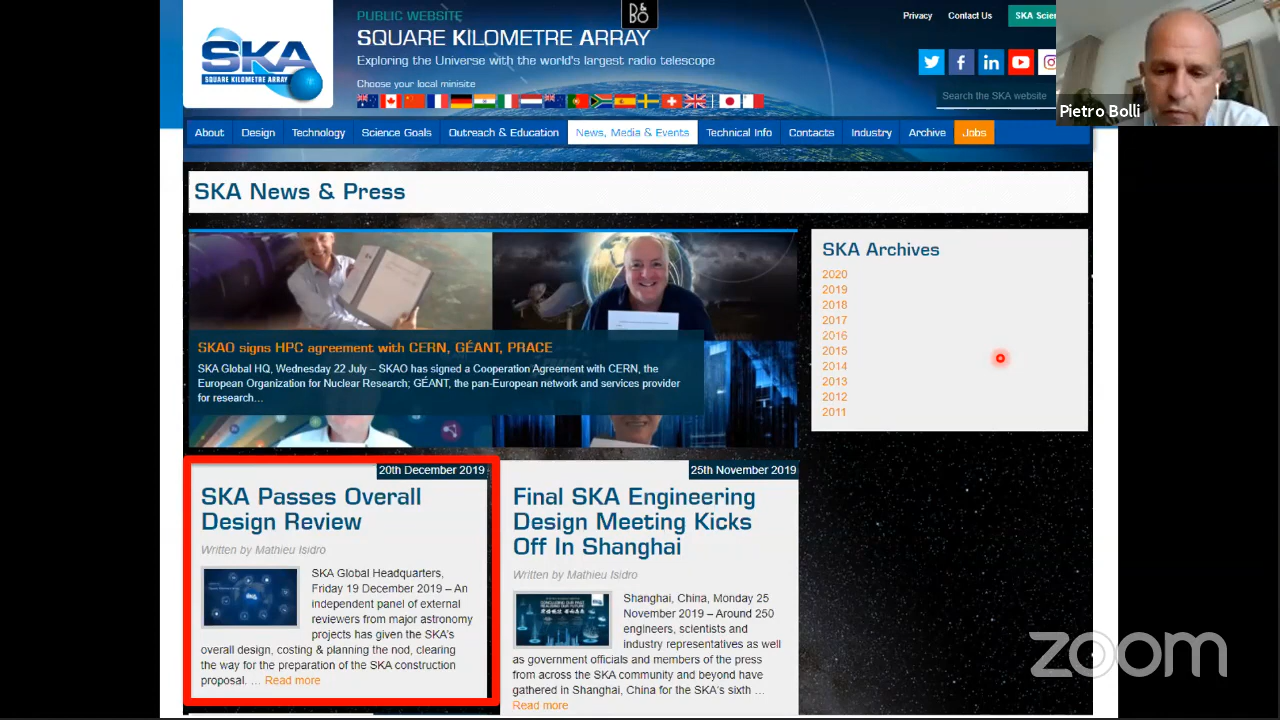 PUBLIC WEBSITE
SKA
SQUARE KILOMETRE ARRAY
SQUARE KILOMETRE ARRAY
Exploring the Universe with the world's largest radio telescope
Choose your local minisite
B&O
Privacy
Contact Us
SKA Scien
Search the SKA website
Pietro Bolli
About
Design
Technology
Science Goals
Outreach & Education
News, Media & Events
Technical Info
Contacts
Industry
Archive
Jobs
SKA News & Press
SKAO signs HPC agreement with CERN, GÉANT, PRACE
SKA Global HQ, Wednesday 22 July – SKAO has signed a Cooperation Agreement with CERN, the
European Organization for Nuclear Research; GÉANT, the pan-European network and services provider
for research…
SKA Archives
2020
2019
2018
2017
2016
2015
2014
2013
2012
2011
20th December 2019
SKA Passes Overall
Design Review
Written by Mathieu Isidro
SKA Global Headquarters,
Friday 19 December 2019 – An
independent panel of external
reviewers from major astronomy
projects has given the SKA's
overall design, costing & planning the nod, clearing
the way for the preparation of the SKA construction
proposal. … Read more
25th November 2019
Final SKA Engineering
Design Meeting Kicks
Off In Shanghai
Written by Mathieu Isidro
Shanghai, China, Monday 25
November 2019 – Around 250
engineers, scientists and
industry representatives as well
as government officials and members of the press
from across the SKA community and beyond have
gathered in Shanghai, China for the SKA's sixth …
Read more
zoom